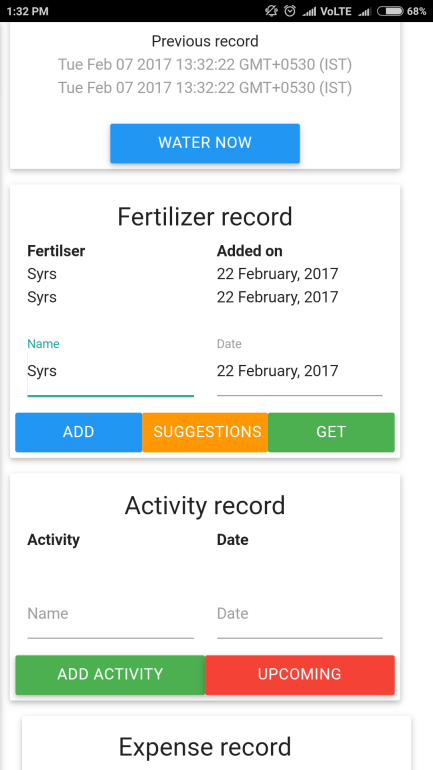 1:32 PM VoLTE 68%
Previous record
Tue Feb 07 2017 13:32:22 GMT+0530 (IST)
Tue Feb 07 2017 13:32:22 GMT+0530 (IST)
WATER NOW
Fertilizer record
Fertilser Added on
Syrs 22 February, 2017
Syrs 22 February, 2017
Name Date
Syrs 22 February, 2017
ADD SUGGESTIONS GET
Activity record
Activity Date
Name Date
ADD ACTIVITY UPCOMING
Expense record